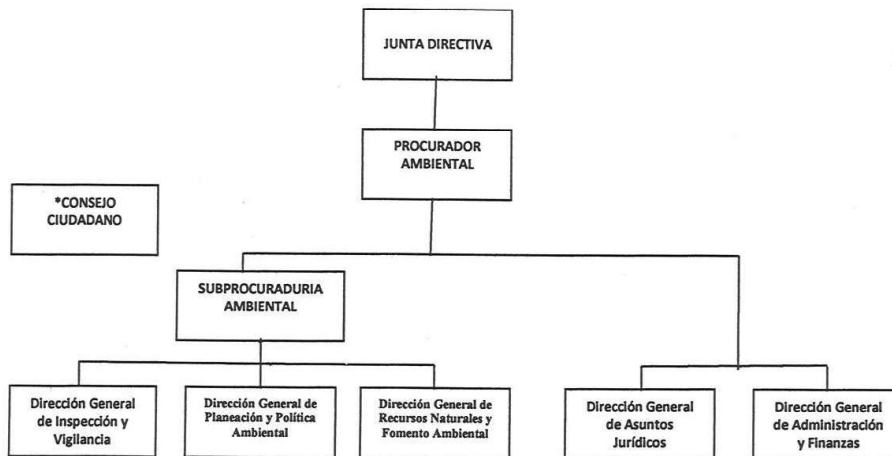 JUNTA DIRECTIVA
PROCURADOR
AMBIENTAL
*CONSEJO
CIUDADANO
SUBPROCURADURIA
AMBIENTAL
Dirección General
de Inspección y
Vigilancia
Dirección General de
Planeación y Política
Ambiental
Dirección General de
Recursos Naturales y
Fomento Ambiental
Dirección General
de Asuntos
Jurídicos
Dirección General
de Administración
y Finanzas